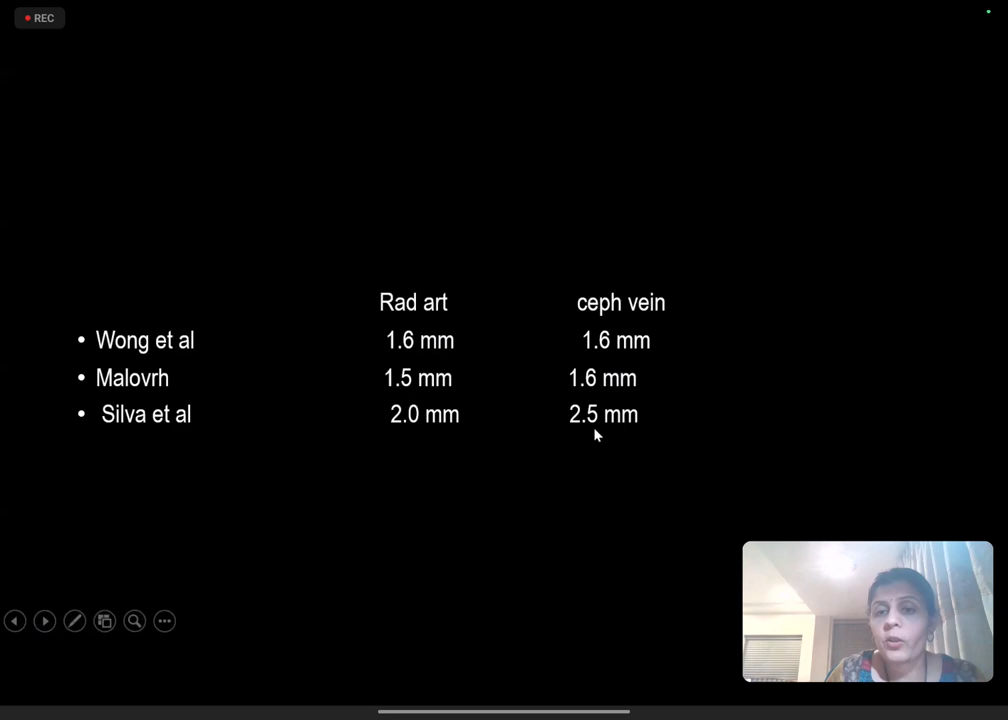 REC
Rad art ceph vein
• Wong et al 1.6 mm 1.6 mm
• Malovrh 1.5 mm 1.6 mm
• Silva et al 2.0 mm 2.5 mm